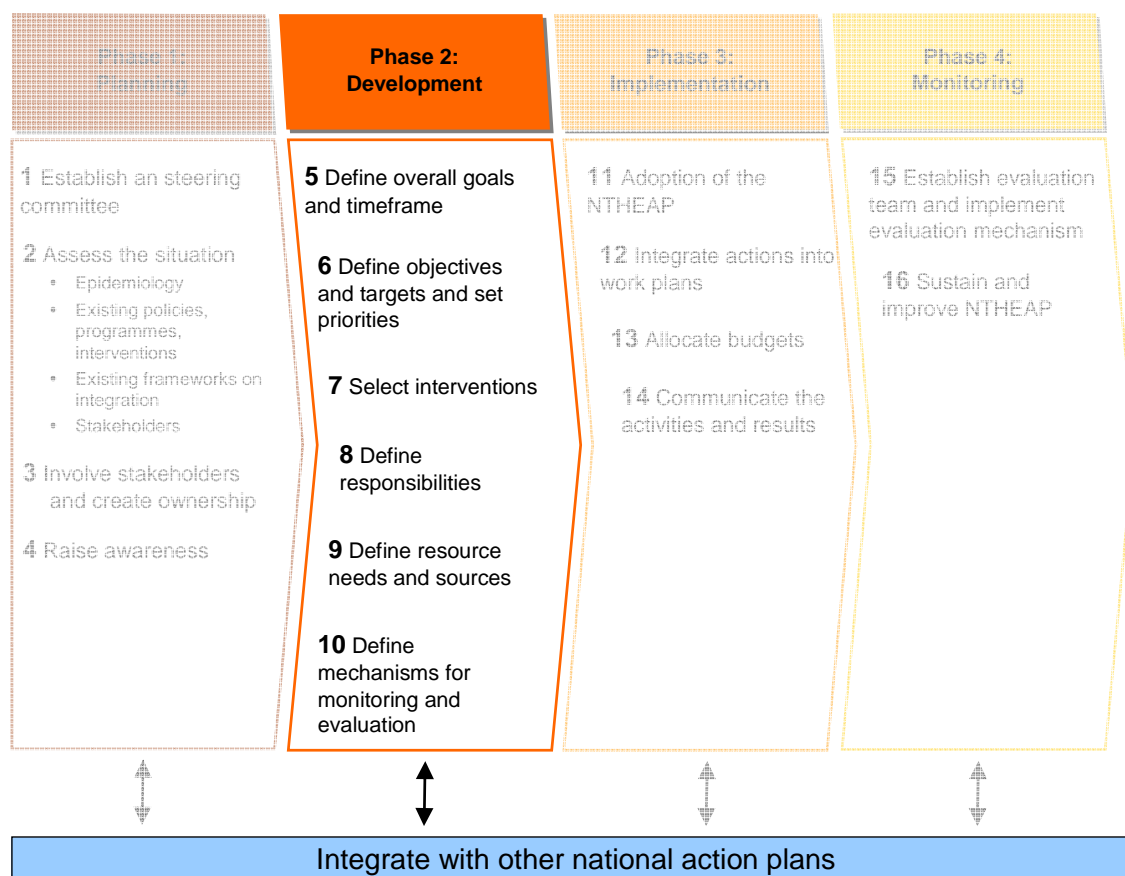 Phase 1:
Planning
1 Establish an steering
committee
2 Assess the situation
• Epidemiology
• Existing policies,
programmes,
interventions
• Existing frameworks on
integration
• Stakeholders
3 Involve stakeholders
and create ownership
4 Raise awareness
Phase 2:
Development
5 Define overall goals
and timeframe
6 Define objectives
and targets and set
priorities
7 Select interventions
8 Define
responsibilities
9 Define resource
needs and sources
10 Define
mechanisms for
monitoring and
evaluation
Phase 3:
Implementation
11 Adoption of the
NTHEAP
12 Integrate actions into
work plans
13 Allocate budgets
14 Communicate the
activities and results
Phase 4:
Monitoring
15 Establish evaluation
team and implement
evaluation mechanism
16 Sustain and
improve NTHEAP
Integrate with other national action plans